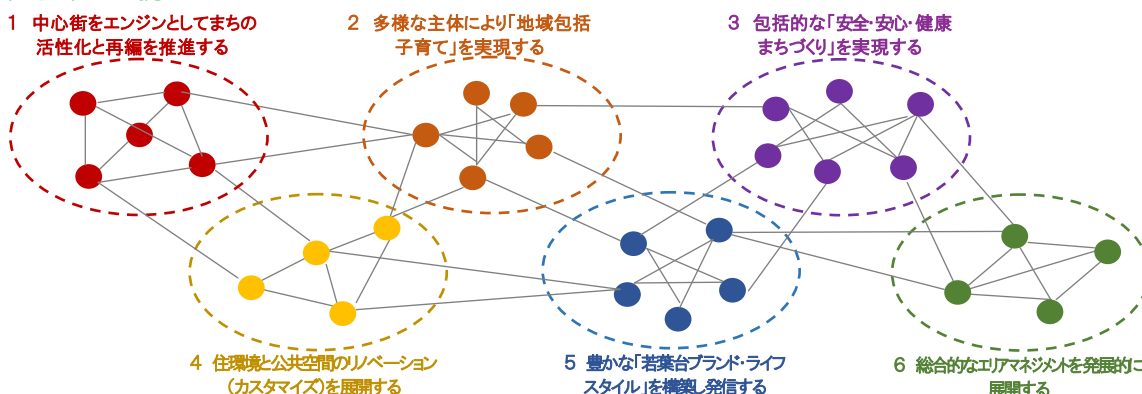 1 中心街をエンジンとしてまちの
活性化と再編を推進する
2 多様な主体により「地域包括
子育て」を実現する
3 包括的な「安全・安心・健康
まちづくり」を実現する
4 住環境と公共空間のリノベーション
（カスタマイズ）を展開する
5 豊かな「若葉台ブランド・ライフ
スタイル」を構築し発信する
6 総合的なエリアマネジメントを発展的に
展開する